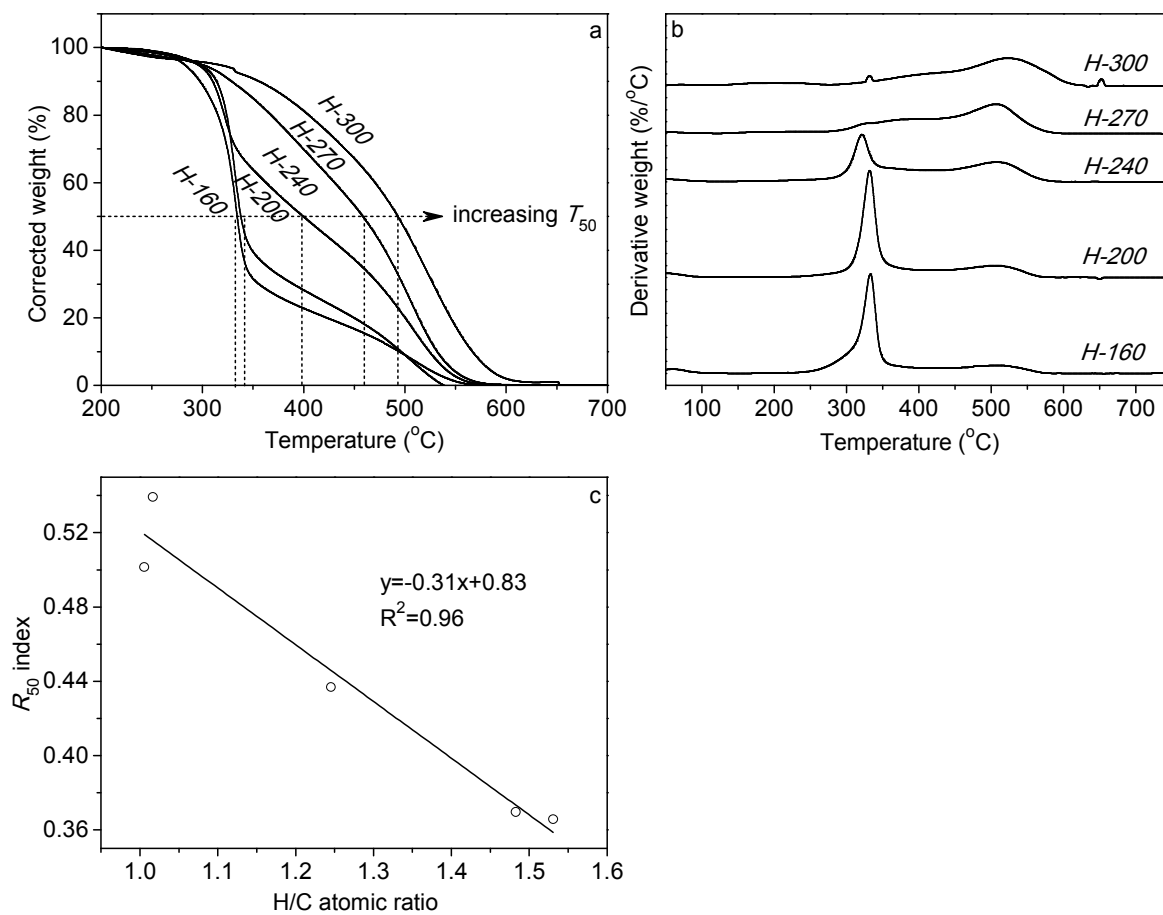 a
Corrected weight (%)
100
80
60
40
20
0
H-300
H-270
H-240
H-200
H-160
increasing T50
200 300 400 500 600 700
Temperature (°C)
b
Derivative weight (%/°C)
H-300
H-270
H-240
H-200
H-160
100 200 300 400 500 600 700
Temperature (°C)
c
R50 index
0.52
0.48
0.44
0.40
0.36
y=-0.31x+0.83
R2=0.96
1.0 1.1 1.2 1.3 1.4 1.5 1.6
H/C atomic ratio